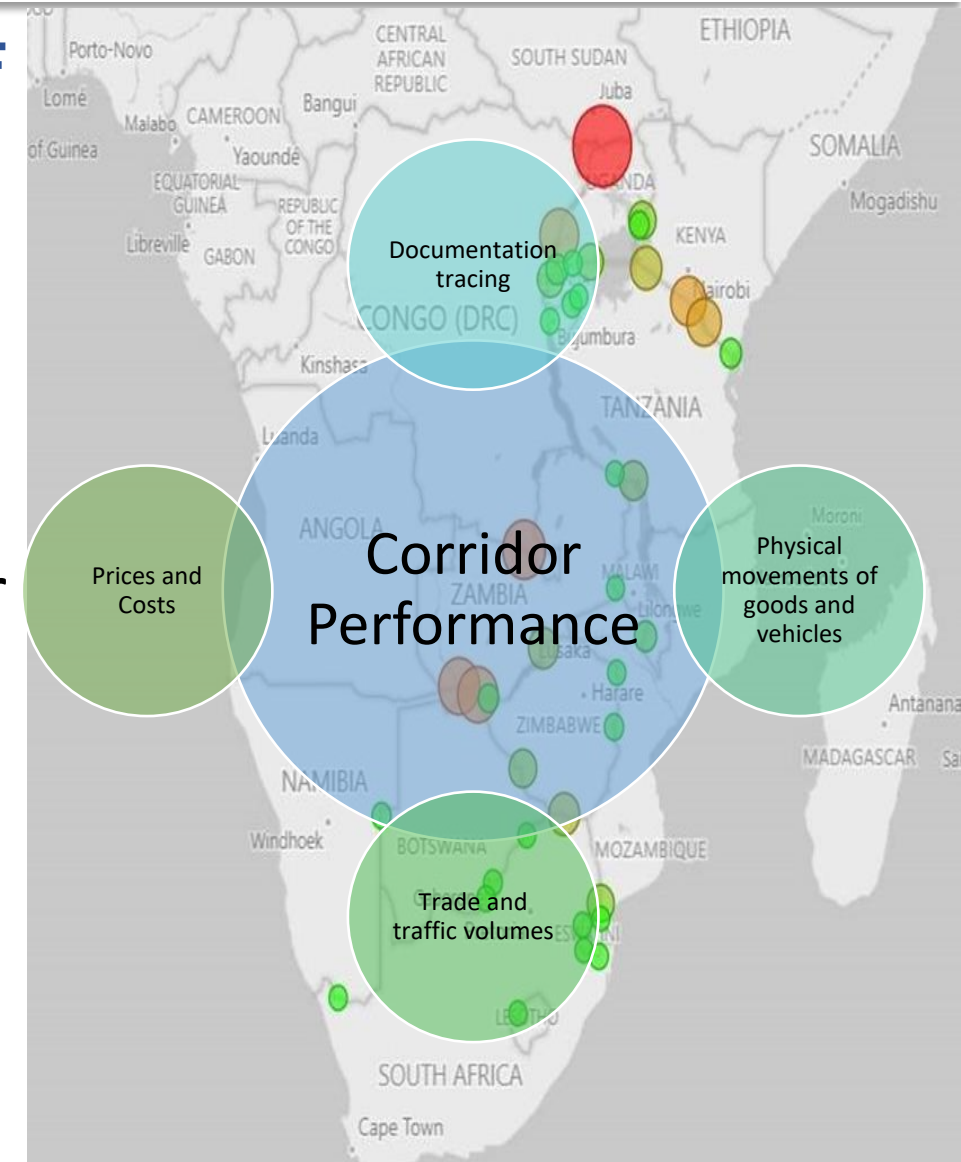 Porto-Novo
CENTRAL
AFRICAN
REPUBLIC
SOUTH SUDAN
ETHIOPIA
Lomé
Malabo
CAMEROON
Bangui
Juba
of Guinea
Yaoundé
SOMALIA
EQUATORIAL
GUINEA
REPUBLIC
OF THE
CONGO
Mogadishu
Libreville
GABON
Documentation
tracing
KENYA
CONGO (DRC)
Kinshasa
TANZANIA
Luanda
ANGOLA
Corridor
Performance
ZAMBIA
MALAWI
Moroni
Prices and
Costs
Physical
movements of
goods and
vehicles
Harare
ZIMBABWE
Antanana
MADAGASCAR
Sai
NAMIBIA
Windhoek
BOTSWANA
MOZAMBIQUE
Trade and
traffic volumes
LESOTHO
SOUTH AFRICA
Cape Town